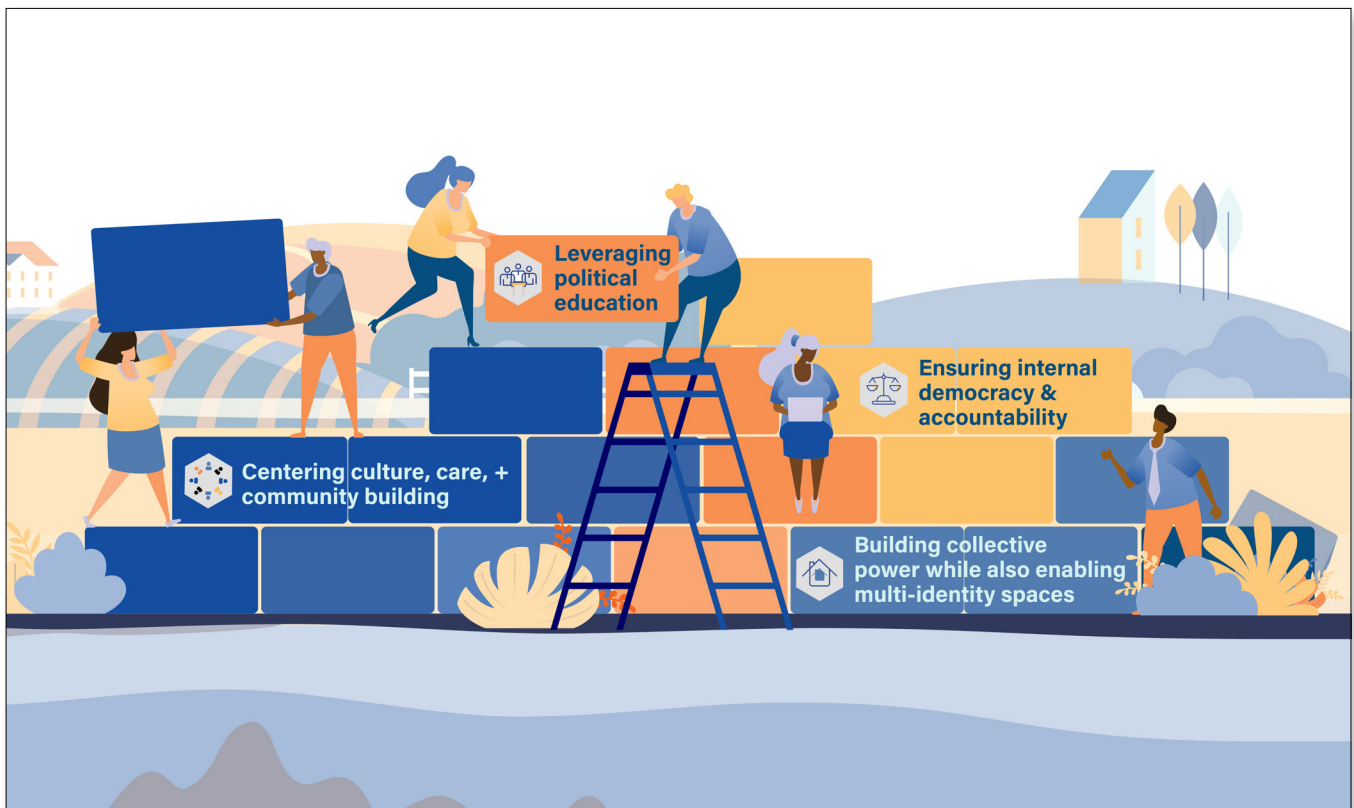 Leveraging
political
education
Ensuring internal
democracy &
accountability
Centering culture, care, +
community building
Building collective
power while also enabling
multi-identity spaces